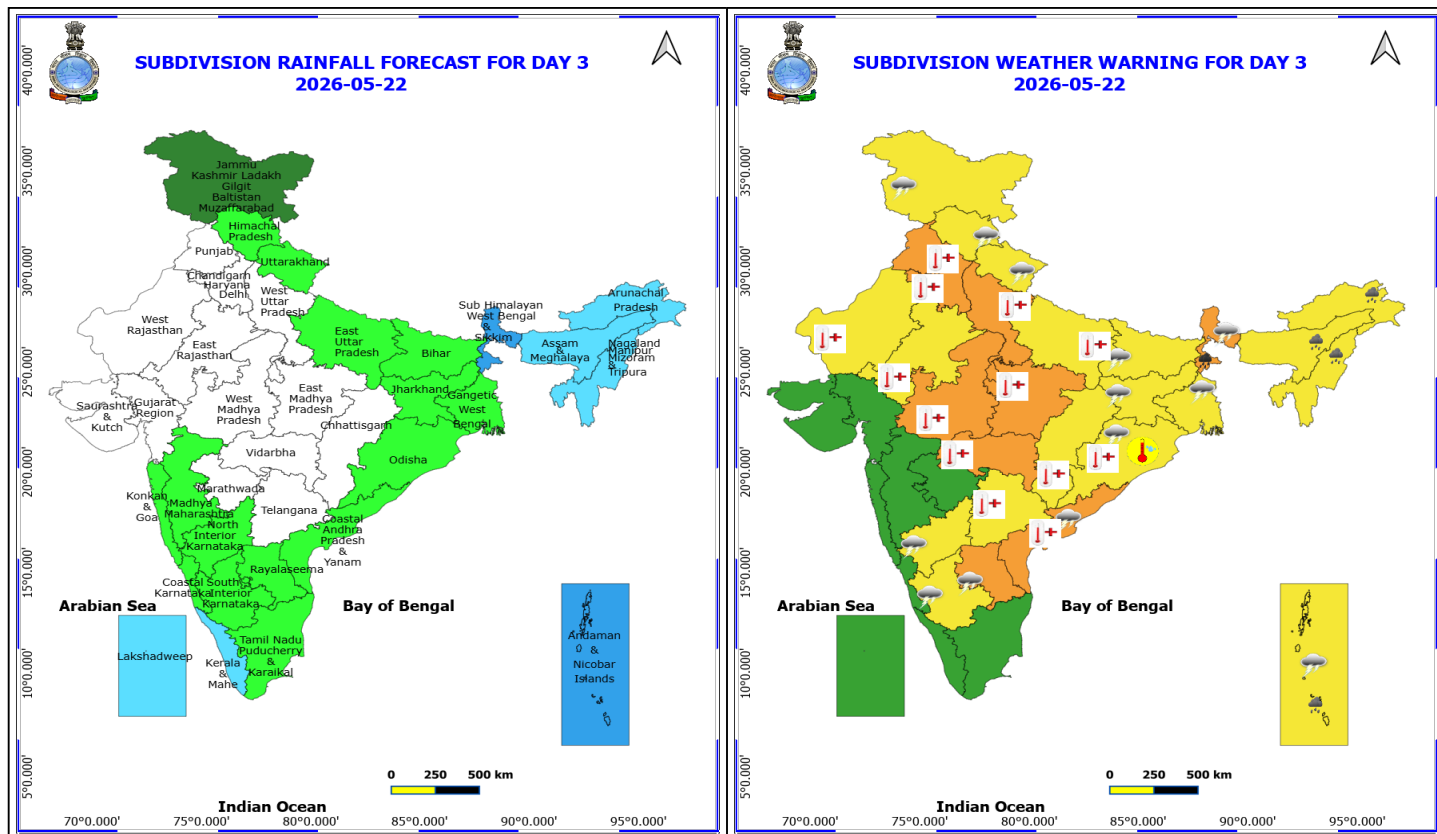 SUBDIVISION RAINFALL FORECAST FOR DAY 3
2026-05-22
40°0.000'
35°0.000'
30°0.000'
25°0.000'
20°0.000'
15°0.000'
10°0.000'
5°0.000'
Jammu
Kashmir Ladakh
Gilgit
Baltistan
Muzaffarabad
Himachal
Pradesh
Punjab
Uttarakhand
Chandigarh
Haryana
Delhi
West
Uttar
Pradesh
West
Rajasthan
East
Rajasthan
East
Uttar
Pradesh
Bihar
Sub Himalayan
West Bengal
&
Sikkim
Arunachal
Pradesh
Assam
&
Meghalaya
Nagaland
Manipur
Mizoram
&
Tripura
Jharkhand
Gangetic
West
Bengal
Saurashtra
&
Kutch
Gujarat
Region
West
Madhya
Pradesh
East
Madhya
Pradesh
Chhattisgarh
Vidarbha
Odisha
Konkan
&
Goa
Madhya
Maharashtra
Marathwada
Telangana
North
Interior
Karnataka
Coastal
Andhra
Pradesh
&
Yanam
Rayalaseema
Coastal
Karnataka
South
Interior
Karnataka
Arabian Sea
Bay of Bengal
Lakshadweep
Kerala
&
Mahe
Tamil Nadu
Puducherry
&
Karaikal
Andaman
&
Nicobar
Islands
0 250 500 km
Indian Ocean
70°0.000' 75°0.000' 80°0.000' 85°0.000' 90°0.000' 95°0.000'
SUBDIVISION WEATHER WARNING FOR DAY 3
2026-05-22
40°0.000'
35°0.000'
30°0.000'
25°0.000'
20°0.000'
15°0.000'
10°0.000'
5°0.000'
Arabian Sea
Bay of Bengal
0 250 500 km
Indian Ocean
70°0.000' 75°0.000' 80°0.000' 85°0.000' 90°0.000' 95°0.000'